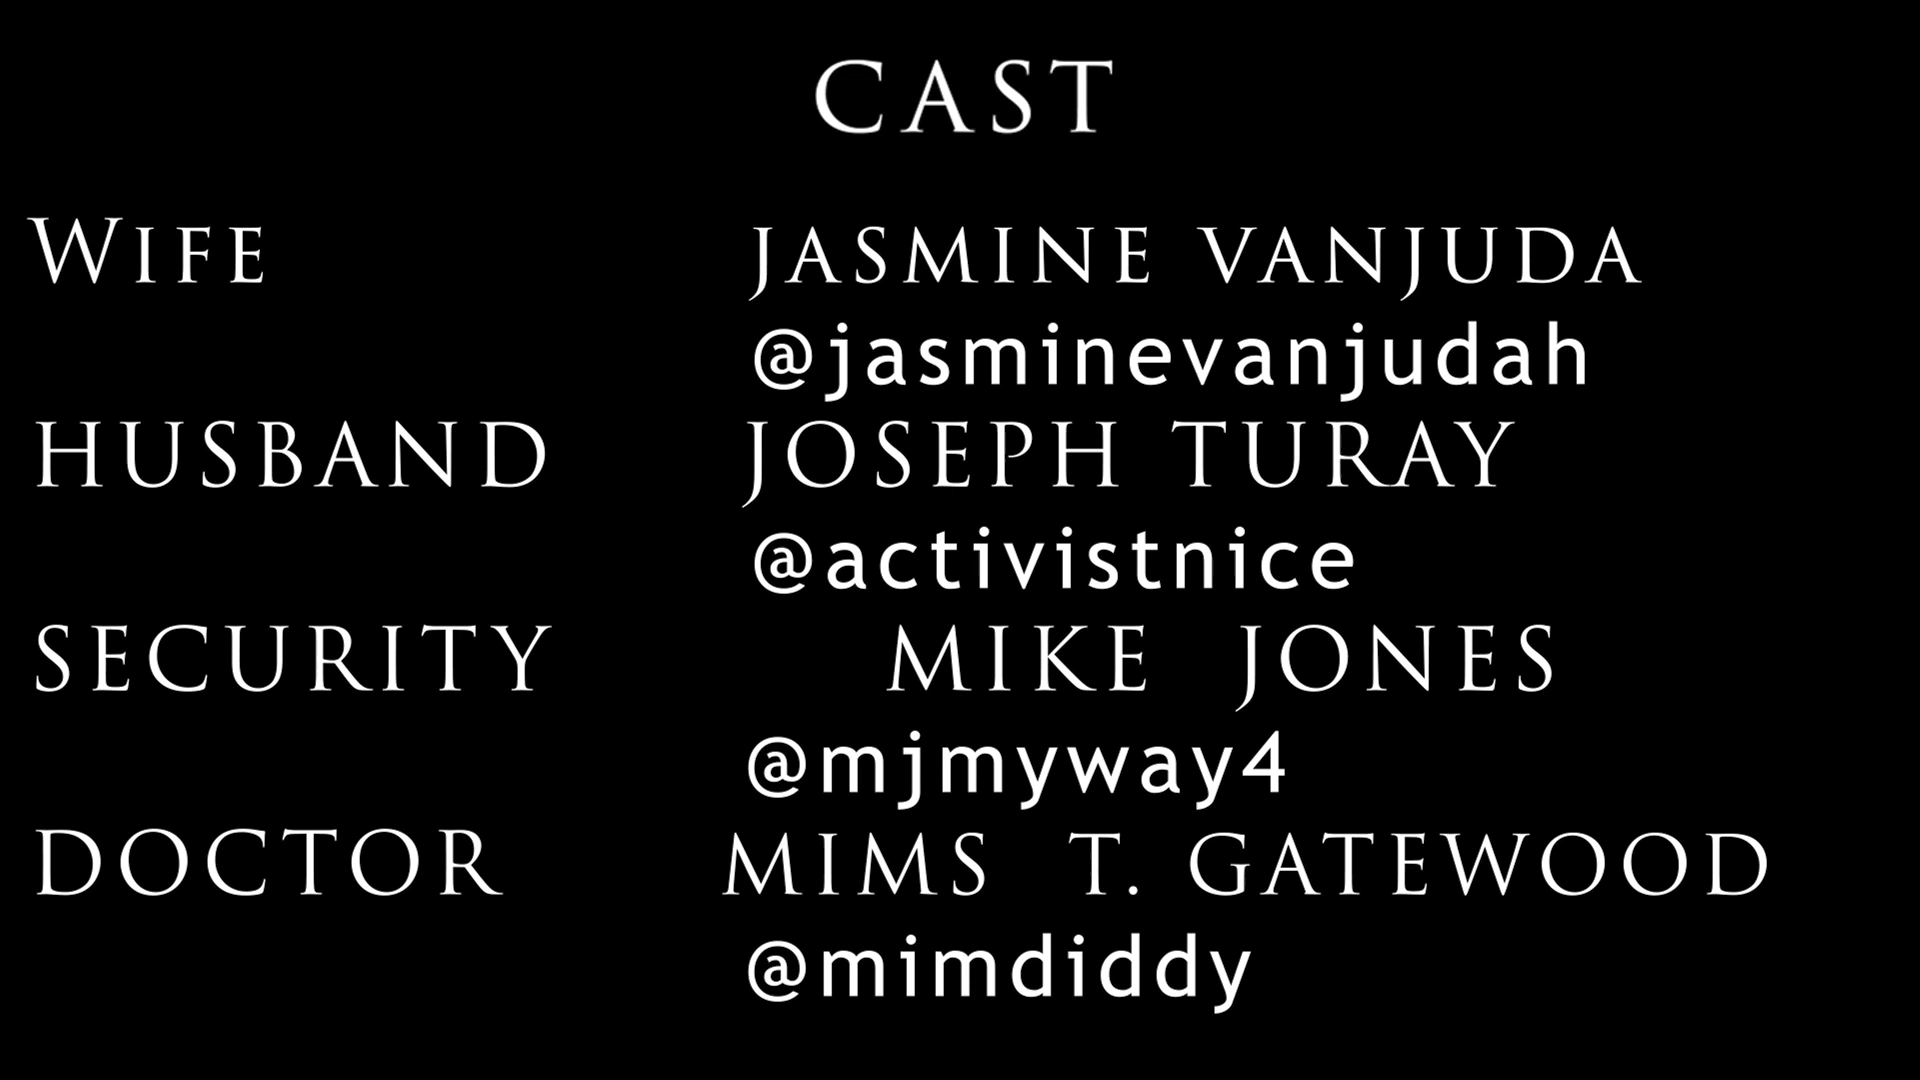 CAST
WIFE JASMINE VANJUDA
@jasminevanjudah
HUSBAND JOSEPH TURAY
@activistnice
SECURITY MIKE JONES
@mjmyway4
DOCTOR MIMS T. GATEWOOD
@mimdiddy